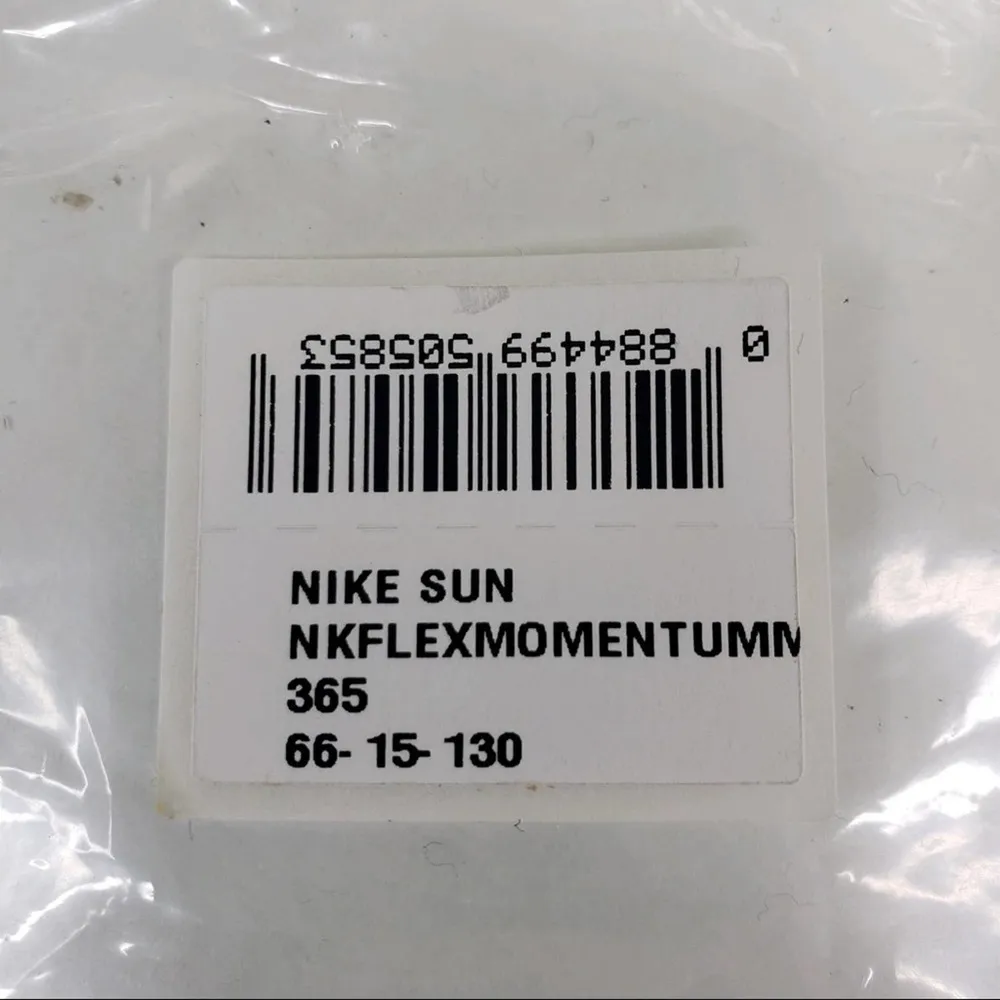 0 884499 505853
NIKE SUN
NKFLEXMOMENTUMM
365
66- 15- 130